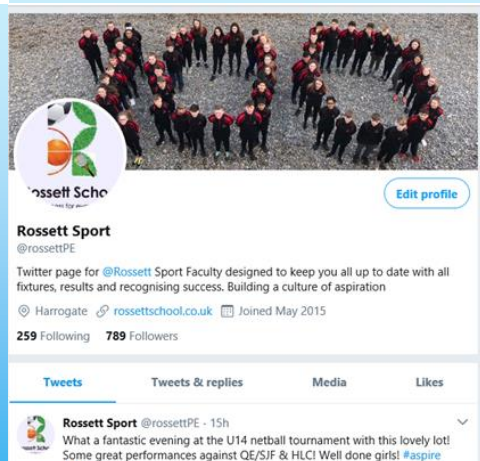 ossett Scho
Edit profile
Rossett Sport
@rossettPE
Twitter page for @Rossett Sport Faculty designed to keep you all up to date with all
fixtures, results and recognising success. Building a culture of aspiration
Harrogate rossettschool.co.uk Joined May 2015
259 Following 789 Followers
Tweets Tweets & replies Media Likes
Rossett Sport @rossettPE - 15h
What a fantastic evening at the U14 netball tournament with this lovely lot!
Some great performances against QE/SJF & HLC! Well done girls! #aspire